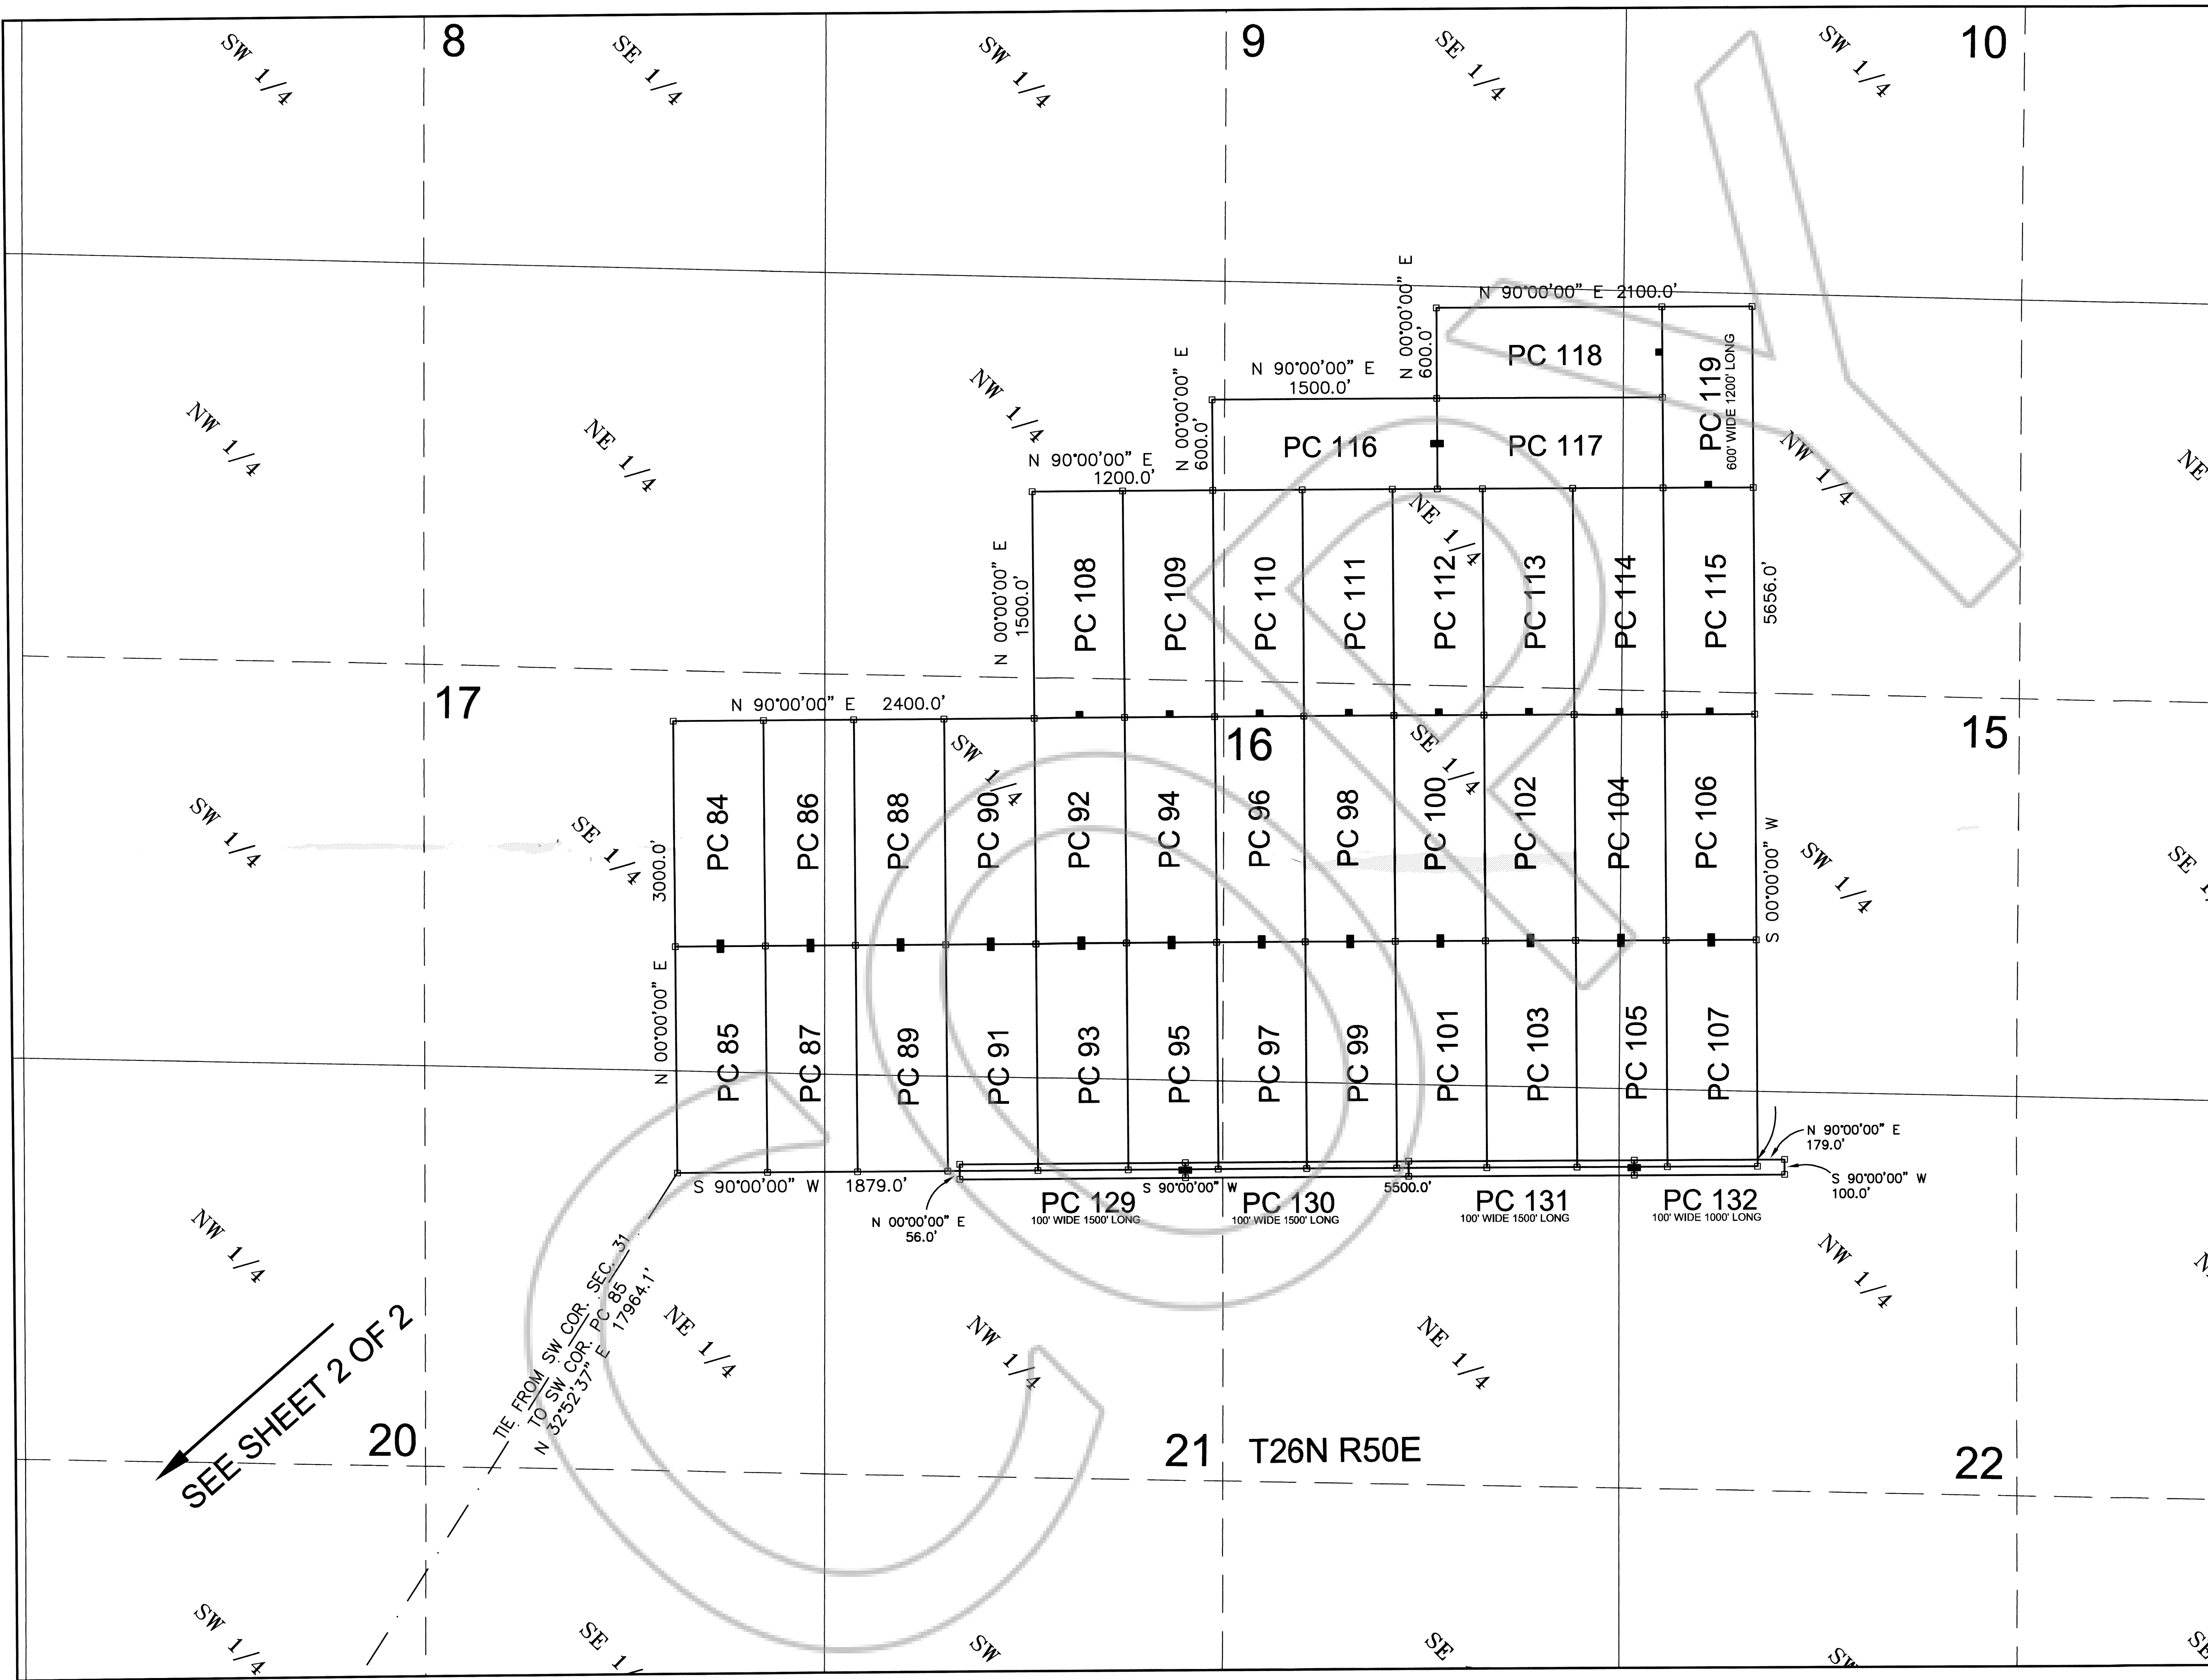 8
9
10
SW 1/4
SE 1/4
SW 1/4
SE 1/4
SW 1/4
N 90°00'00" E 2100.0'
N 00°00'00" E
600.0'
PC 118
PC 119
600' WIDE 1200' LONG
N 90°00'00" E
1500.0'
N 00°00'00" E
600.0'
PC 116
PC 117
NW 1/4
NE 1/4
NW 1/4
NE 1/4
NW 1/4
NE
N 90°00'00" E
1200.0'
N 00°00'00" E
1500.0'
PC 108
PC 109
PC 110
PC 111
PC 112
PC 113
PC 114
PC 115
5656.0'
17
16
15
N 90°00'00" E 2400.0'
SW 1/4
SE 1/4
SW 1/4
SE 1/4
SW 1/4
SE
3000.0'
N 00°00'00" E
PC 84
PC 86
PC 88
PC 90
PC 92
PC 94
PC 96
PC 98
PC 100
PC 102
PC 104
PC 106
S 00°00'00" W
PC 85
PC 87
PC 89
PC 91
PC 93
PC 95
PC 97
PC 99
PC 101
PC 103
PC 105
PC 107
N 90°00'00" E
179.0'
S 90°00'00" W
100.0'
S 90°00'00" W 1879.0'
S 90°00'00" W 5500.0'
N 00°00'00" E
56.0'
PC 129
100' WIDE 1500' LONG
PC 130
100' WIDE 1500' LONG
PC 131
100' WIDE 1500' LONG
PC 132
100' WIDE 1000' LONG
NW 1/4
NE 1/4
NW 1/4
NE 1/4
NW 1/4
TIE FROM SW COR. SEC. 31
TO SW COR. PC 85
N 32°52'37" E 17964.1'
SEE SHEET 2 OF 2
20
21
T26N R50E
22
SW 1/4
SE 1/
SW
SE
SW
SE
COPY